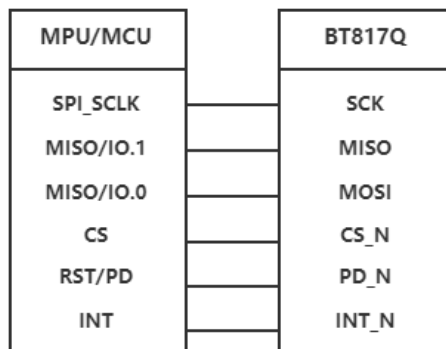 MPU/MCU BT817Q
SPI_SCLK SCK
MISO/IO.1 MISO
MISO/IO.0 MOSI
CS CS_N
RST/PD PD_N
INT INT_N